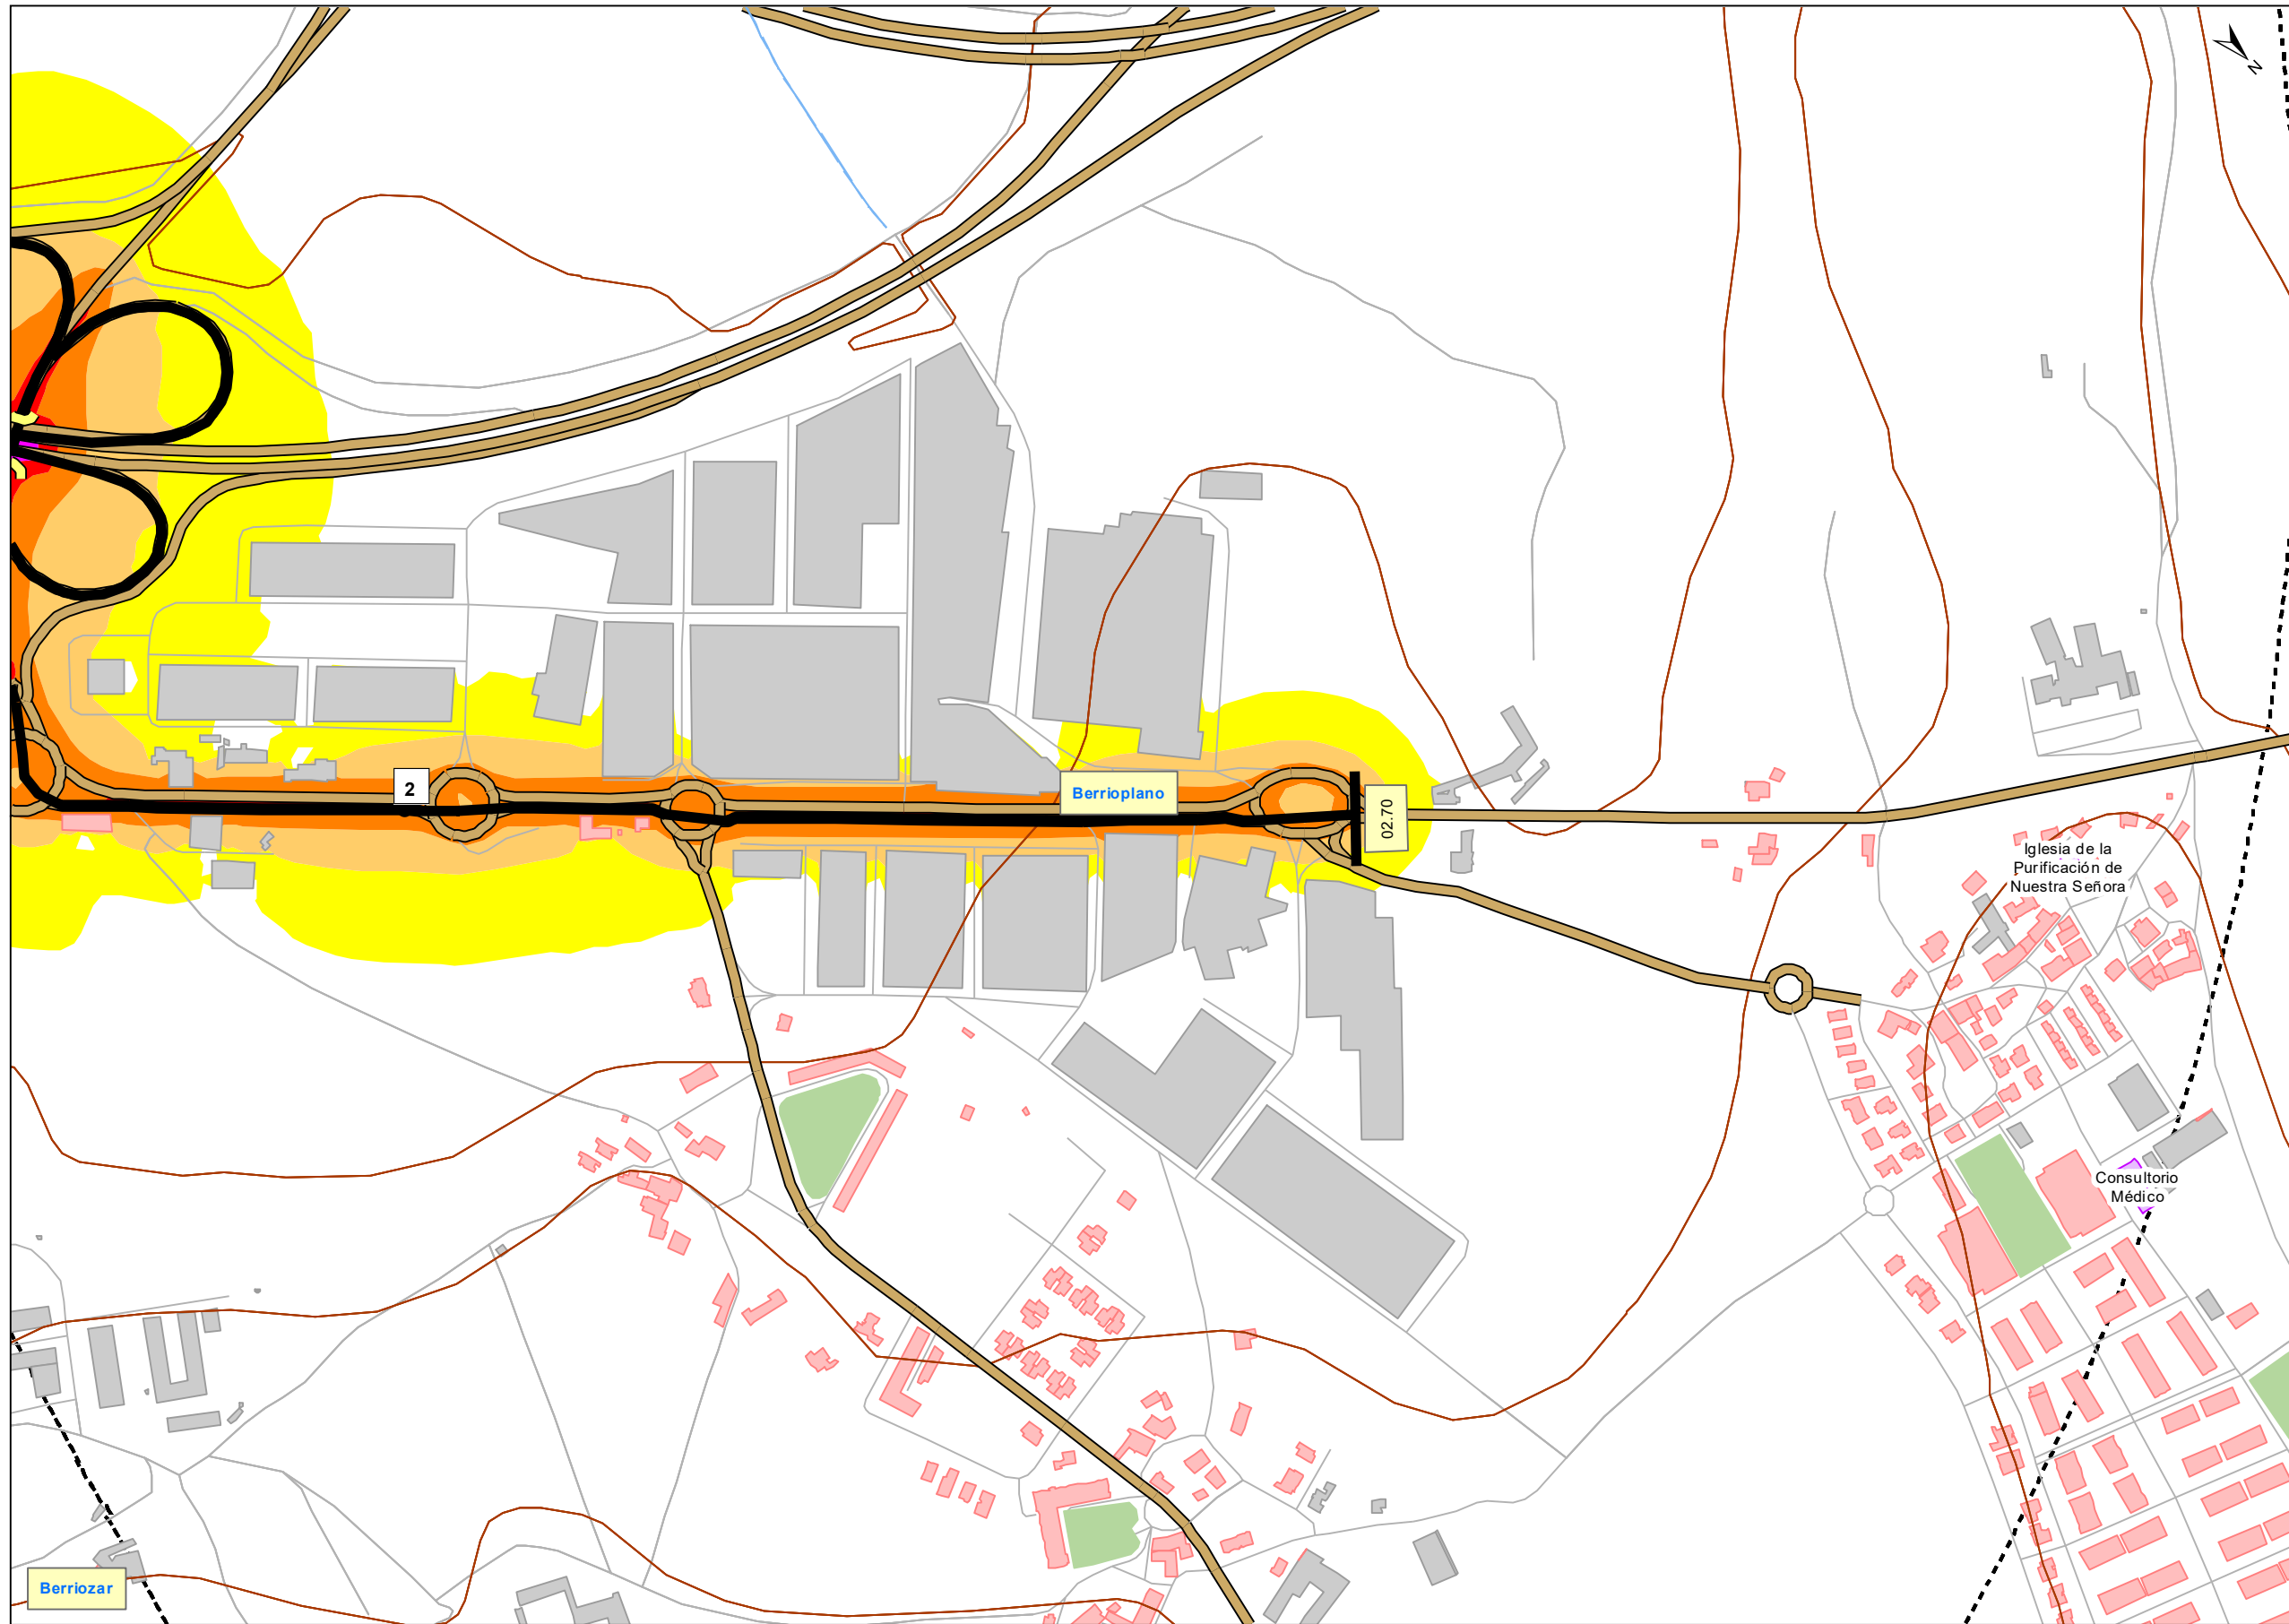 N
2
Berrioplano
02.70
Iglesia de la
Purificación de
Nuestra Señora
Consultorio
Médico
Berriozar